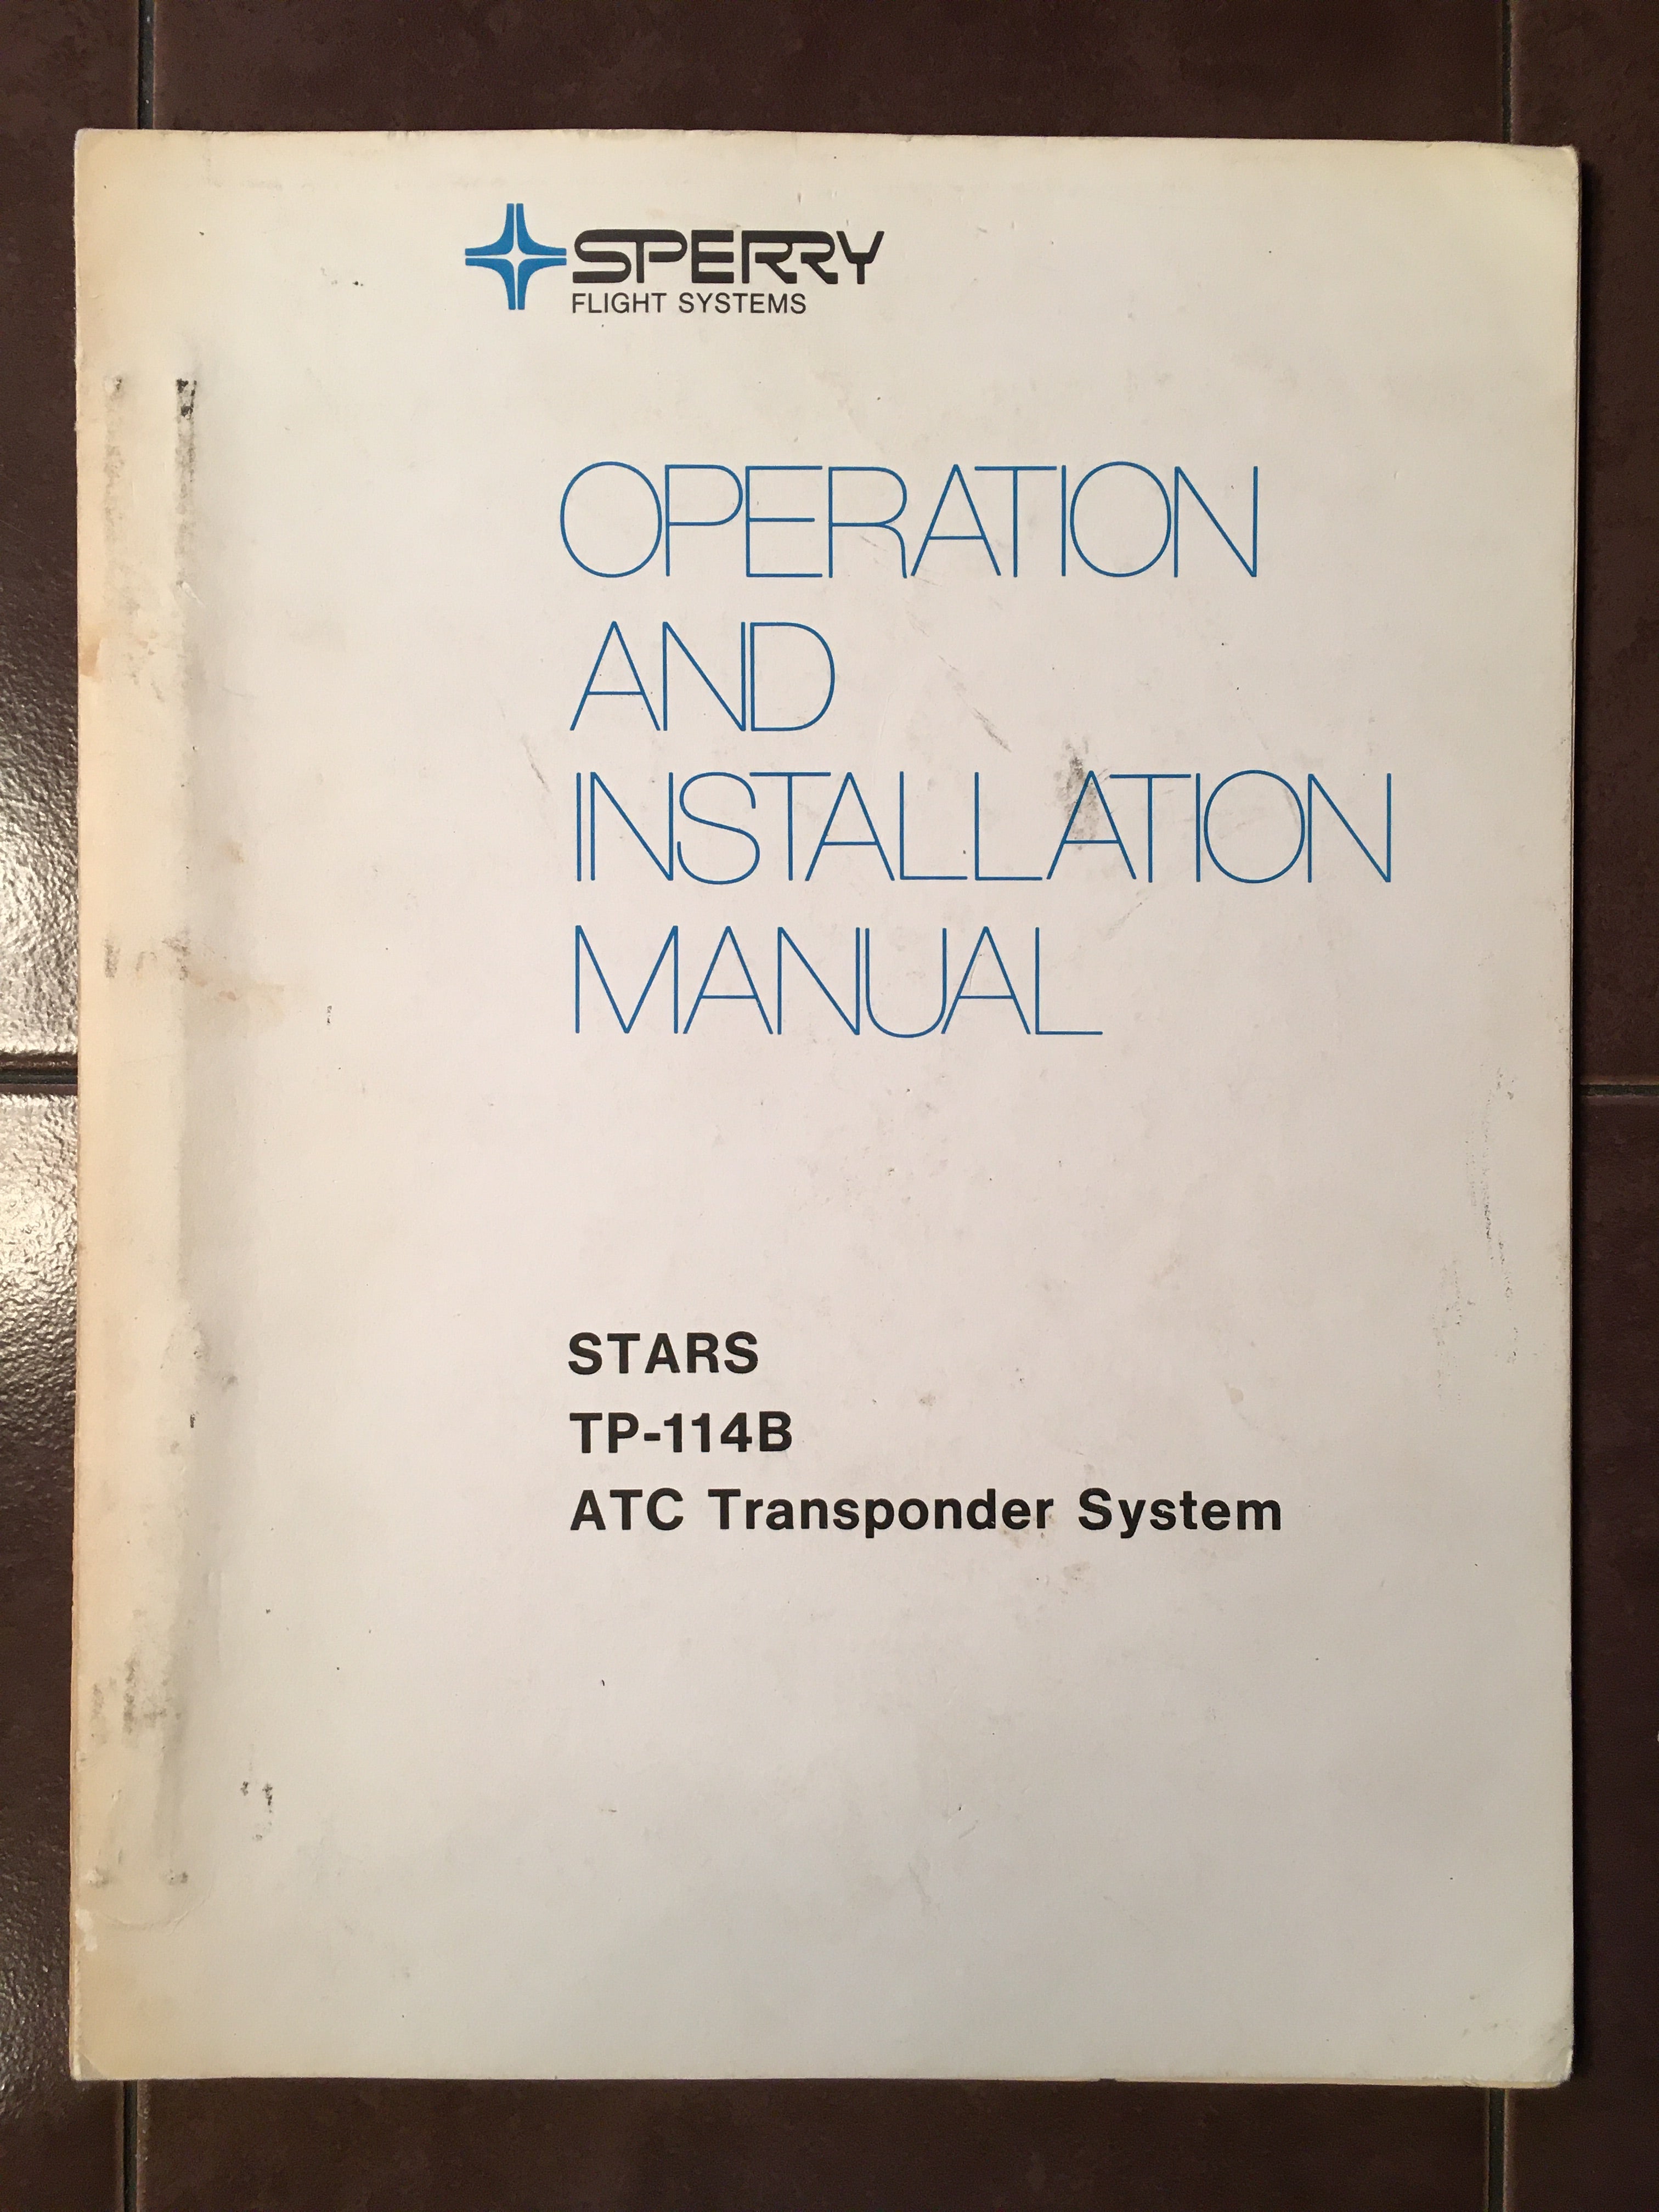 SPERRY
FLIGHT SYSTEMS
OPERATION
AND
INSTALLATION
MANUAL
STARS
TP-114B
ATC Transponder System